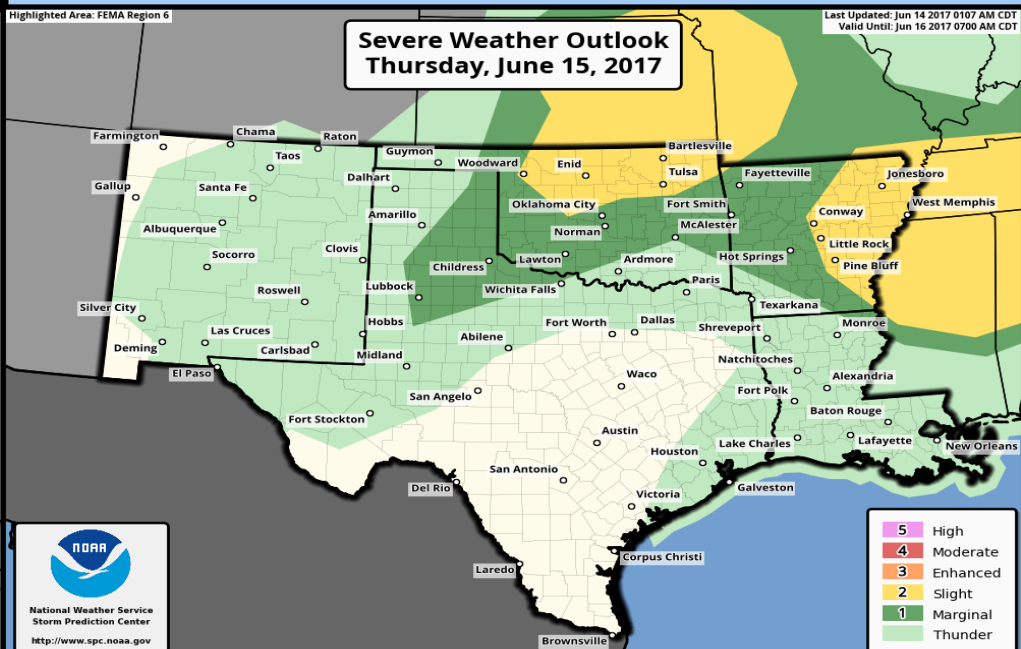 Highlighted Area: FEMA Region 6
Last Updated: Jun 14 2017 0107 AM CDT
Valid Until: Jun 16 2017 0700 AM CDT
Severe Weather Outlook
Thursday, June 15, 2017
Farmington
Chama
Raton
Taos
Guymon
Woodward
Enid
Bartlesville
Tulsa
Fayetteville
Jonesboro
Gallup
Santa Fe
Dalhart
Amarillo
Oklahoma City
Fort Smith
Conway
West Memphis
Albuquerque
Norman
McAlester
Little Rock
Socorro
Clovis
Childress
Lawton
Ardmore
Hot Springs
Pine Bluff
Roswell
Lubbock
Wichita Falls
Paris
Texarkana
Silver City
Las Cruces
Hobbs
Abilene
Fort Worth
Dallas
Shreveport
Monroe
Deming
Carlsbad
Midland
Natchitoches
El Paso
San Angelo
Waco
Fort Polk
Alexandria
Fort Stockton
Austin
Baton Rouge
Houston
Lake Charles
Lafayette
New Orleans
San Antonio
Del Rio
Victoria
Galveston
Corpus Christi
Laredo
Brownsville
NOAA
National Weather Service
Storm Prediction Center
http://www.spc.noaa.gov
5 High
4 Moderate
3 Enhanced
2 Slight
1 Marginal
Thunder